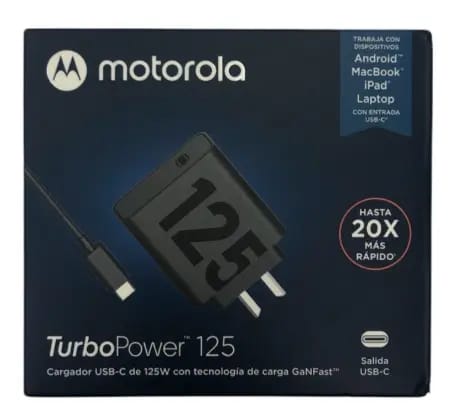 motorola
TRABAJA CON
DISPOSITIVOS
Android™
MacBook
iPad
Laptop
CON ENTRADA
USB-C
125
HASTA
20X
MÁS
RÁPIDO
TurboPower™ 125
Cargador USB-C de 125W con tecnología de carga GaNFast™
Salida
USB-C